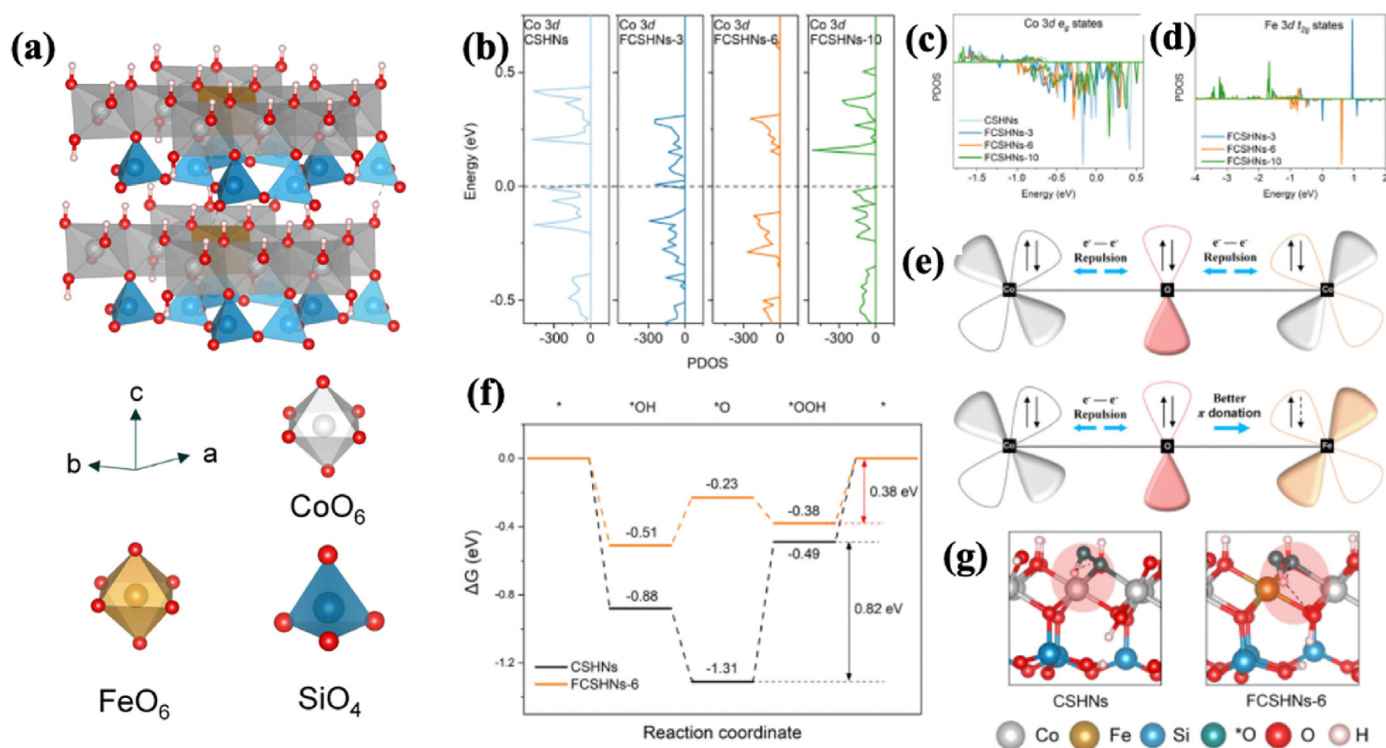 (a)
c
b
a
CoO6
FeO6
SiO4
(b)
Co 3d
CSHNs
Co 3d
FCSHNs-3
Co 3d
FCSHNs-6
Co 3d
FCSHNs-10
Energy (eV)
0.5
0.0
-0.5
-300 0
-300 0
-300 0
-300 0
PDOS
(c)
Co 3d eg states
PDOS
CSHNs
FCSHNs-3
FCSHNs-6
FCSHNs-10
-1.5 -1.0 -0.5 0.0 0.5
Energy (eV)
(d)
Fe 3d t2g states
PDOS
FCSHNs-3
FCSHNs-6
FCSHNs-10
-4 -3 -2 -1 0 1 2
Energy (eV)
(e)
e- — e-
Repulsion
e- — e-
Repulsion
Co
O
Co
e- — e-
Repulsion
Better
π donation
Co
O
Fe
(f)
* *OH *O *OOH *
ΔG (eV)
0.0
-0.4
-0.8
-1.2
-0.51
-0.23
-0.38
0.38 eV
-0.88
-1.31
-0.49
0.82 eV
CSHNs
FCSHNs-6
Reaction coordinate
(g)
CSHNs
FCSHNs-6
Co Fe Si *O O H